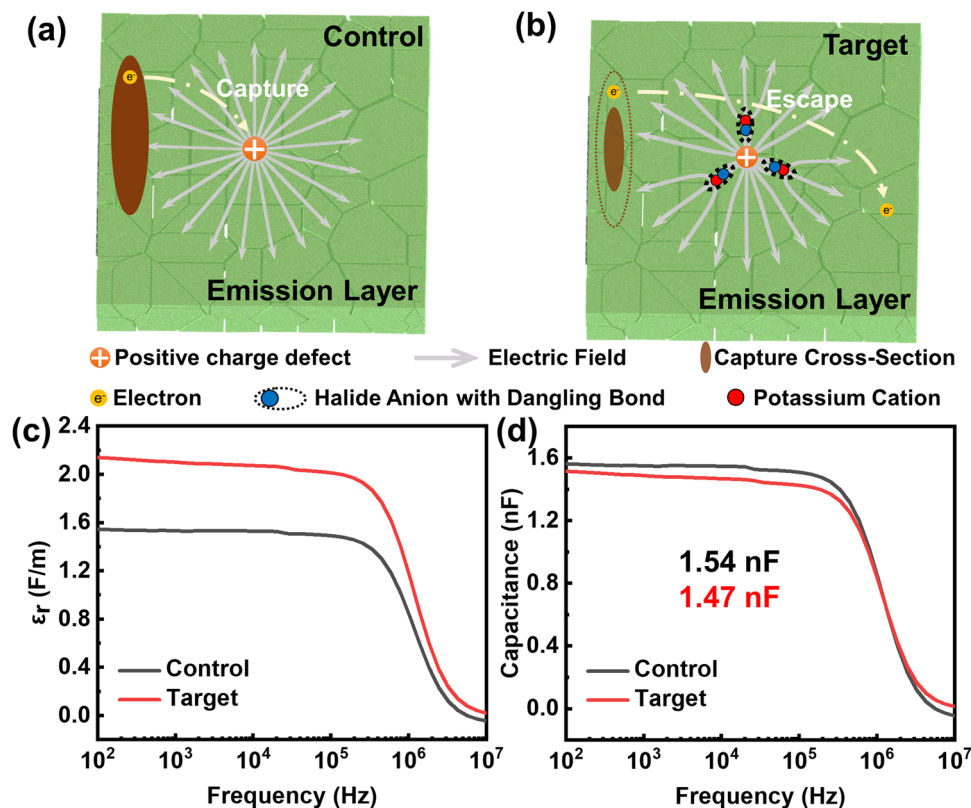 (a)
Control
e-
Capture
+
Emission Layer
(b)
Target
e-
Escape
+
e-
Emission Layer
+ Positive charge defect
Electric Field
Capture Cross-Section
e- Electron
Halide Anion with Dangling Bond
Potassium Cation
(c)
2.4
2.0
1.6
1.2
0.8
0.4
0.0
εr (F/m)
Control
Target
10² 10³ 10⁴ 10⁵ 10⁶ 10⁷
Frequency (Hz)
(d)
1.6
1.2
0.8
0.4
0.0
Capacitance (nF)
1.54 nF
1.47 nF
Control
Target
10² 10³ 10⁴ 10⁵ 10⁶ 10⁷
Frequency (Hz)